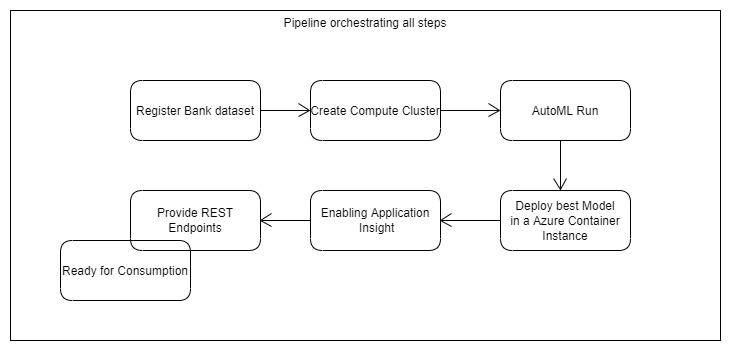 Pipeline orchestrating all steps
Register Bank dataset
Create Compute Cluster
AutoML Run
Deploy best Model
in a Azure Container
Instance
Enabling Application
Insight
Provide REST
Endpoints
Ready for Consumption